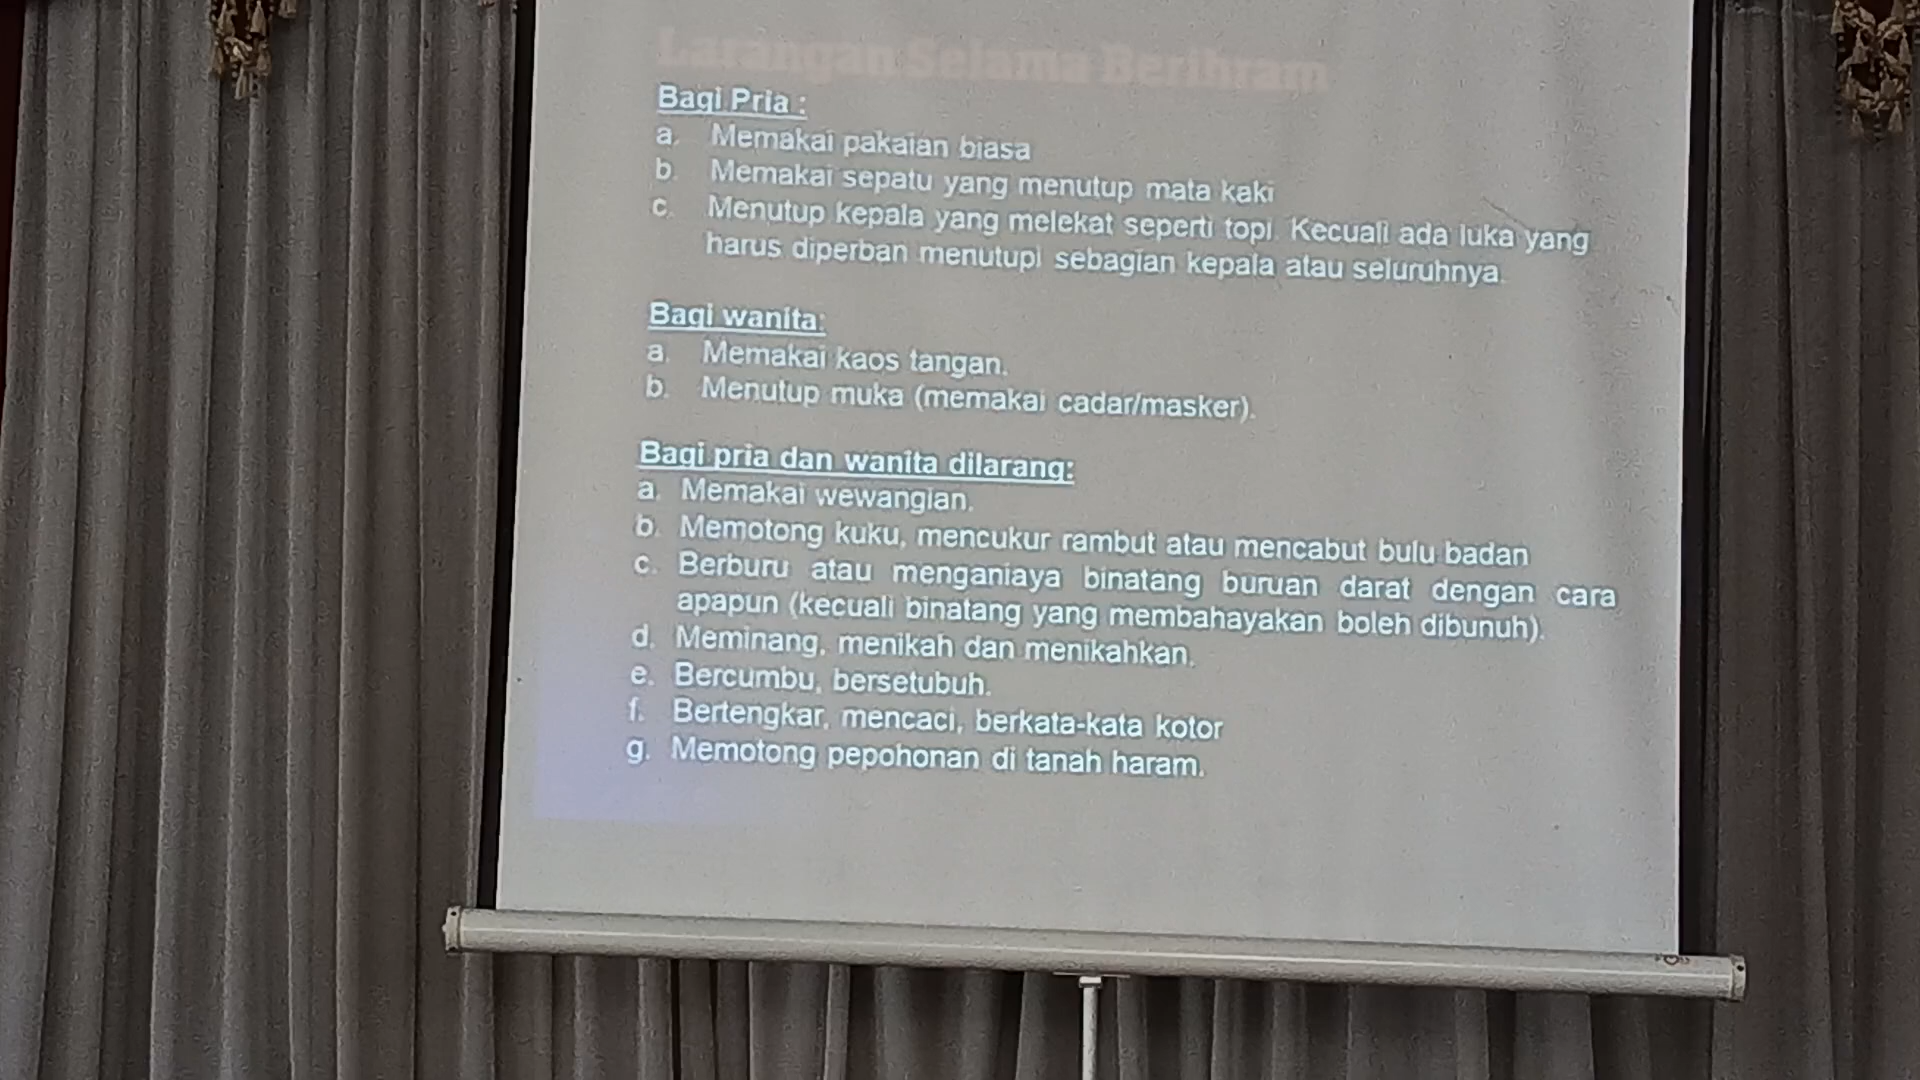 Larangan Selama Berihram
Bagi Pria :
a. Memakai pakaian biasa
b. Memakai sepatu yang menutup mata kaki
c. Menutup kepala yang melekat seperti topi. Kecuali ada luka yang
harus diperban menutupi sebagian kepala atau seluruhnya.
Bagi wanita:
a. Memakai kaos tangan.
b. Menutup muka (memakai cadar/masker).
Bagi pria dan wanita dilarang:
a. Memakai wewangian.
b. Memotong kuku, mencukur rambut atau mencabut bulu badan
c. Berburu atau menganiaya binatang buruan darat dengan cara
apapun (kecuali binatang yang membahayakan boleh dibunuh).
d. Meminang, menikah dan menikahkan.
e. Bercumbu, bersetubuh.
f. Bertengkar, mencaci, berkata-kata kotor
g. Memotong pepohonan di tanah haram.